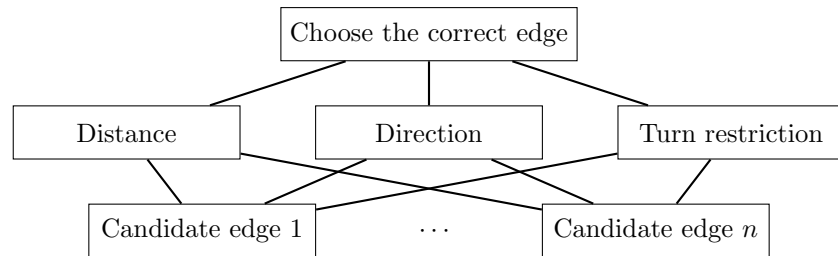 Choose the correct edge
Distance
Direction
Turn restriction
Candidate edge 1
...
Candidate edge n